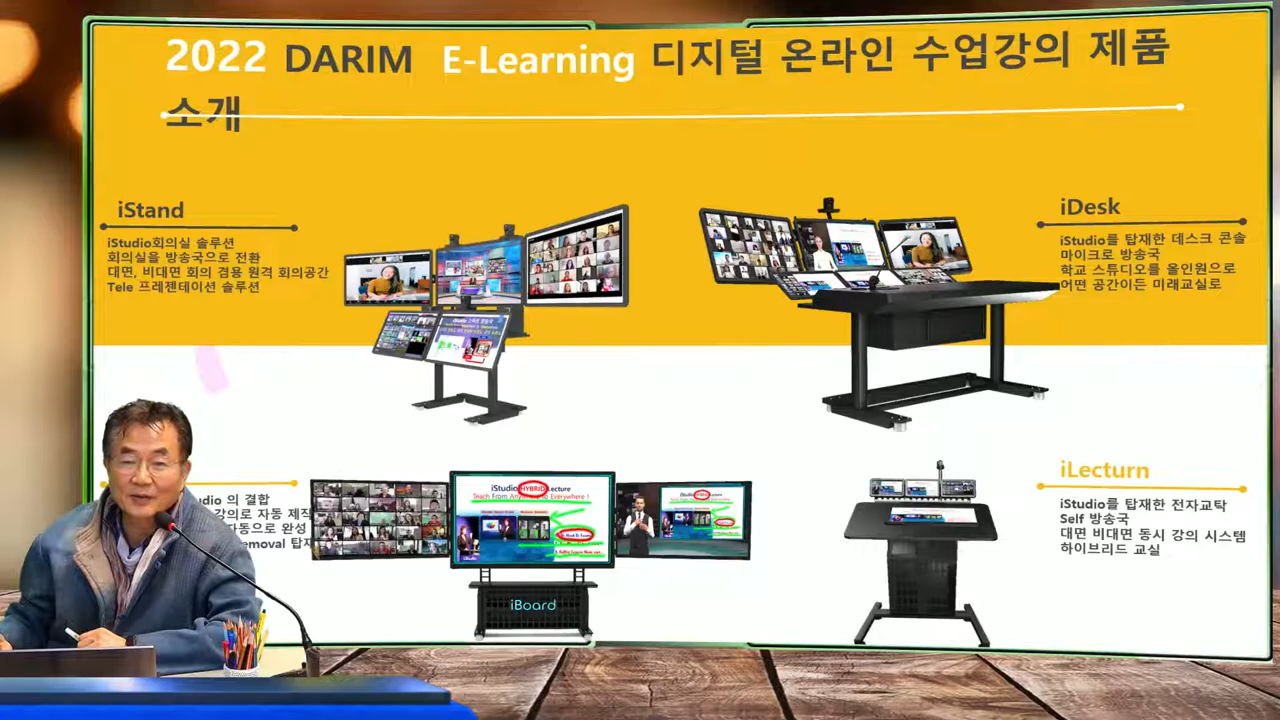 2022 DARIM E-Learning 디지털 온라인 수업강의 제품
소개
iStand
iStudio회의실 솔루션
회의실을 방송국으로 전환
대면, 비대면 회의 겸용 원격 회의공간
Tele 프레젠테이션 솔루션
iDesk
iStudio를 탑재한 데스크 콘솔
마이크로 방송국
학교 스튜디오를 올인원으로
어떤 공간이든 미래교실로
udio 의 결합
강의로 자동 제작
자동으로 완성
emoval 탑재
iStudio HYBRID Lecture
Teach From Anywhere to Everywhere !
iBoard
iLecturn
iStudio를 탑재한 전자교탁
Self 방송국
대면 비대면 동시 강의 시스템
하이브리드 교실